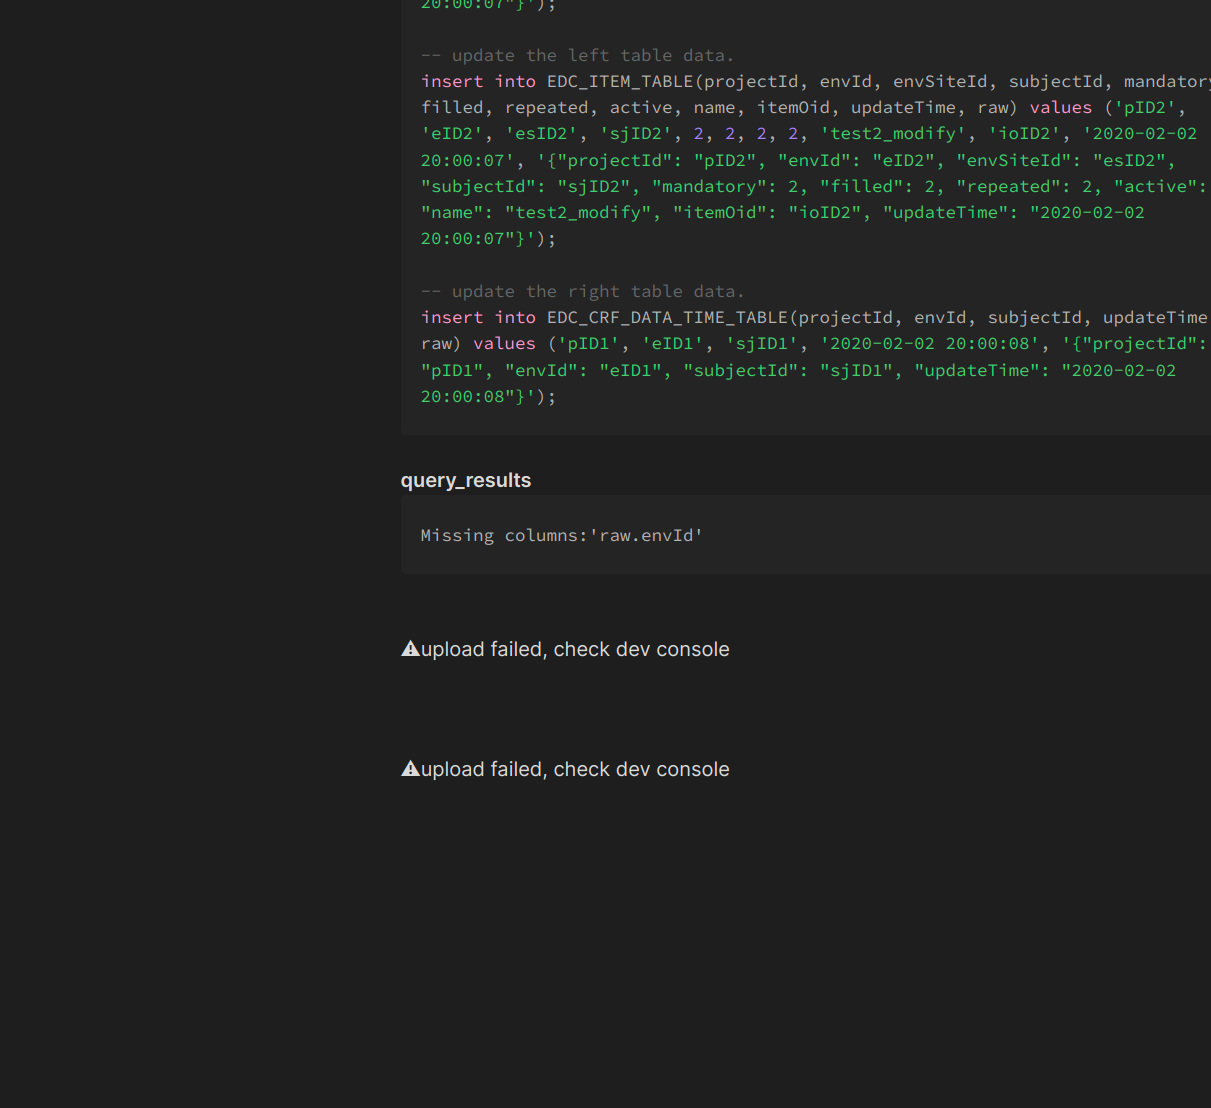 20:00:07"}');
-- update the left table data.
insert into EDC_ITEM_TABLE(projectId, envId, envSiteId, subjectId, mandatory
filled, repeated, active, name, itemOid, updateTime, raw) values ('pID2',
'eID2', 'esID2', 'sjID2', 2, 2, 2, 2, 'test2_modify', 'ioID2', '2020-02-02
20:00:07', '{"projectId": "pID2", "envId": "eID2", "envSiteId": "esID2",
"subjectId": "sjID2", "mandatory": 2, "filled": 2, "repeated": 2, "active":
"name": "test2_modify", "itemOid": "ioID2", "updateTime": "2020-02-02
20:00:07"}');
-- update the right table data.
insert into EDC_CRF_DATA_TIME_TABLE(projectId, envId, subjectId, updateTime
raw) values ('pID1', 'eID1', 'sjID1', '2020-02-02 20:00:08', '{"projectId":
"pID1", "envId": "eID1", "subjectId": "sjID1", "updateTime": "2020-02-02
20:00:08"}');
query_results
Missing columns:'raw.envId'
⚠upload failed, check dev console
⚠upload failed, check dev console